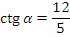 ctg α = 12/5